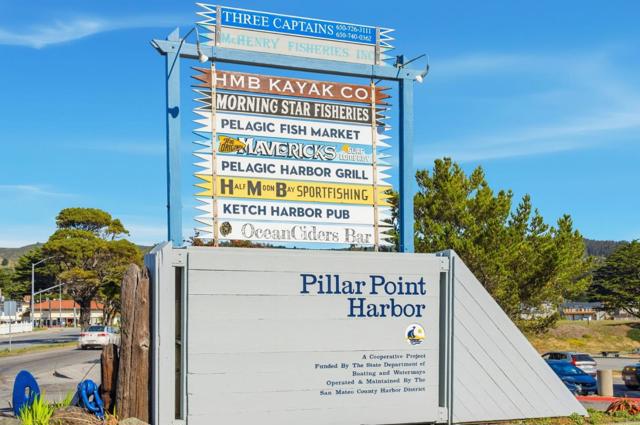 THREE CAPTAINS 650-726-3111
650-740-0362
McHENRY FISHERIES, INC.
HMB KAYAK CO.
MORNING STAR FISHERIES
PELAGIC FISH MARKET
MAVERICKS
PELAGIC HARBOR GRILL
HALF MOON BAY SPORTFISHING
KETCH HARBOR PUB
OceanCiders Bar
Pillar Point
Harbor
A Cooperative Project
Funded By The State Department of
Boating and Waterways
Operated & Maintained By The
San Mateo County Harbor District